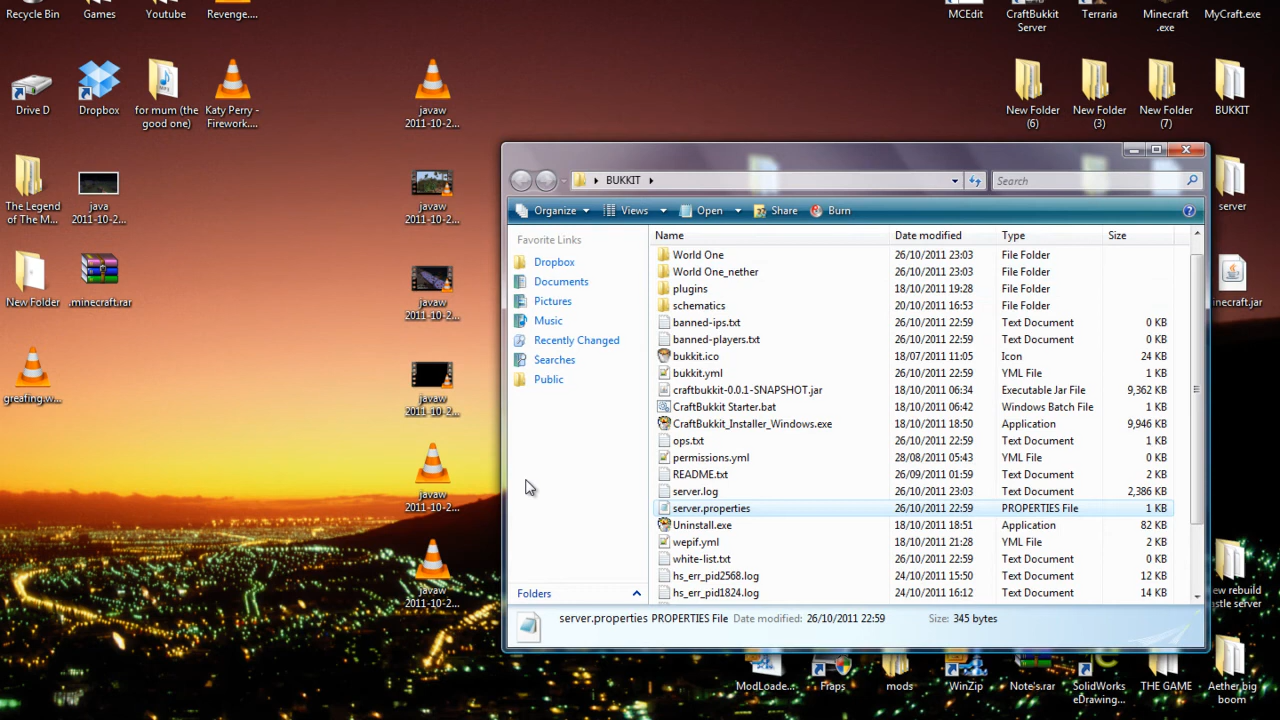 Recycle Bin
Games
Youtube
Revenge....
MCEdit
CraftBukkit
Server
Terraria
Minecraft
.exe
MyCraft.exe
Drive D
Dropbox
for mum (the
good one)
Katy Perry -
Firework....
javaw
2011-10-2...
New Folder
(6)
New Folder
(3)
New Folder
(7)
BUKKIT
The Legend
of The M...
java
2011-10-2...
javaw
2011-10-2...
server
New Folder
.minecraft.rar
javaw
2011-10-2...
inecraft.jar
greafing.w...
javaw
2011-10-2...
javaw
2011-10-2...
javaw
2011-10-2...
BUKKIT
Search
Organize
Views
Open
Share
Burn
Favorite Links
Dropbox
Documents
Pictures
Music
Recently Changed
Searches
Public
Folders
Name Date modified Type Size
World One 26/10/2011 23:03 File Folder
World One_nether 26/10/2011 23:03 File Folder
plugins 18/10/2011 19:28 File Folder
schematics 20/10/2011 16:53 File Folder
banned-ips.txt 26/10/2011 22:59 Text Document 0 KB
banned-players.txt 26/10/2011 22:59 Text Document 0 KB
bukkit.ico 18/07/2011 11:05 Icon 24 KB
bukkit.yml 26/10/2011 22:59 YML File 1 KB
craftbukkit-0.0.1-SNAPSHOT.jar 18/10/2011 06:34 Executable Jar File 9,362 KB
CraftBukkit Starter.bat 18/10/2011 06:42 Windows Batch File 1 KB
CraftBukkit_Installer_Windows.exe 18/10/2011 18:50 Application 9,946 KB
ops.txt 26/10/2011 22:59 Text Document 1 KB
permissions.yml 28/08/2011 05:43 YML File 0 KB
README.txt 26/09/2011 01:59 Text Document 2 KB
server.log 26/10/2011 23:03 Text Document 2,386 KB
server.properties 26/10/2011 22:59 PROPERTIES File 1 KB
Uninstall.exe 18/10/2011 18:51 Application 82 KB
wepif.yml 18/10/2011 21:28 YML File 2 KB
white-list.txt 26/10/2011 22:59 Text Document 0 KB
hs_err_pid2568.log 24/10/2011 15:50 Text Document 12 KB
hs_err_pid1824.log 24/10/2011 16:12 Text Document 14 KB
server.properties PROPERTIES File Date modified: 26/10/2011 22:59 Size: 345 bytes
ew rebuild
stle server
ModLoade...
Fraps
mods
WinZip
Note's.rar
SolidWorks
eDrawing...
THE GAME
Aether big
boom